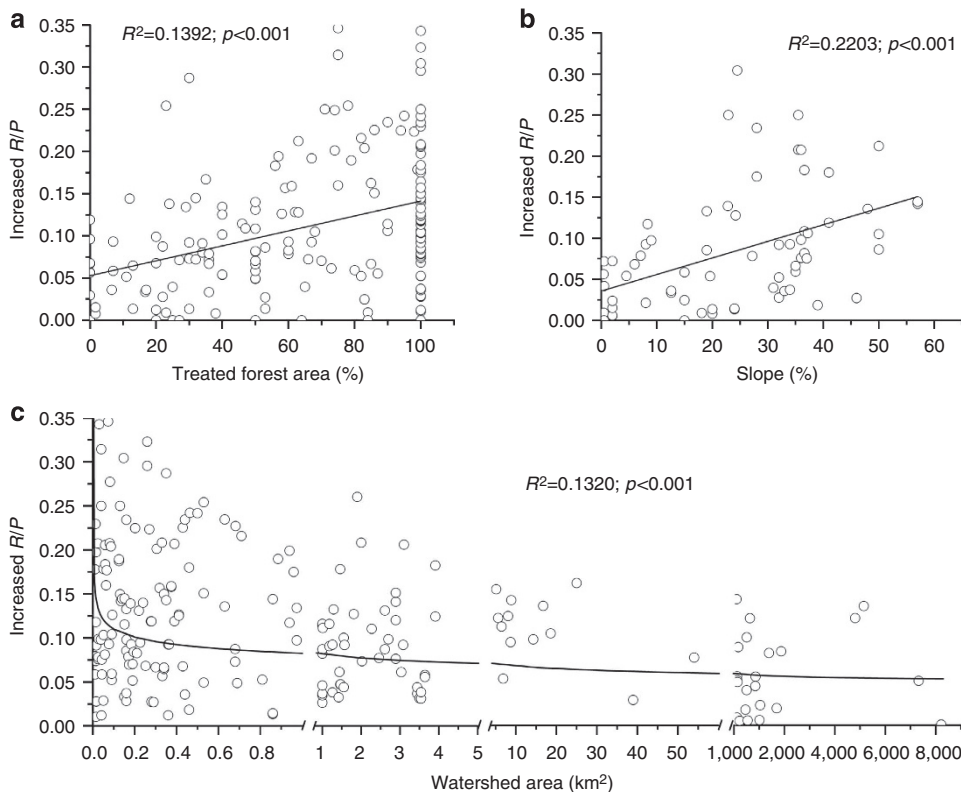 a
R²=0.1392; p<0.001
0.35
0.30
0.25
0.20
0.15
0.10
0.05
0.00
Increased R/P
0 20 40 60 80 100
Treated forest area (%)
b
R²=0.2203; p<0.001
0.35
0.30
0.25
0.20
0.15
0.10
0.05
0.00
Increased R/P
0 10 20 30 40 50 60
Slope (%)
c
R²=0.1320; p<0.001
0.35
0.30
0.25
0.20
0.15
0.10
0.05
0.00
Increased R/P
0.0 0.2 0.4 0.6 0.8 1 2 3 4 5 10 20 30 40 50 1,000 2,000 4,000 6,000 8,000
Watershed area (km²)